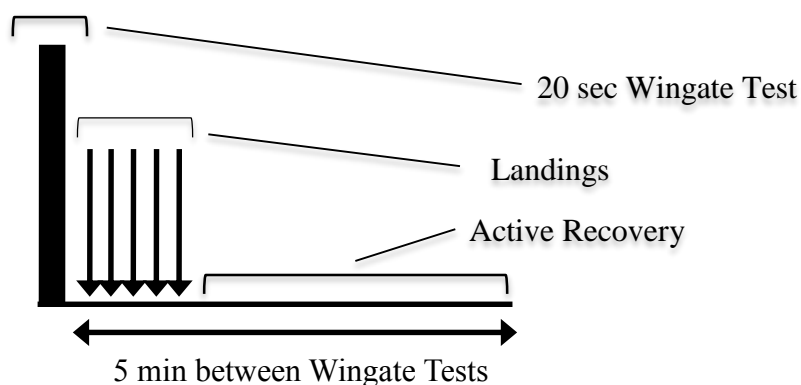 20 sec Wingate Test
Landings
Active Recovery
5 min between Wingate Tests